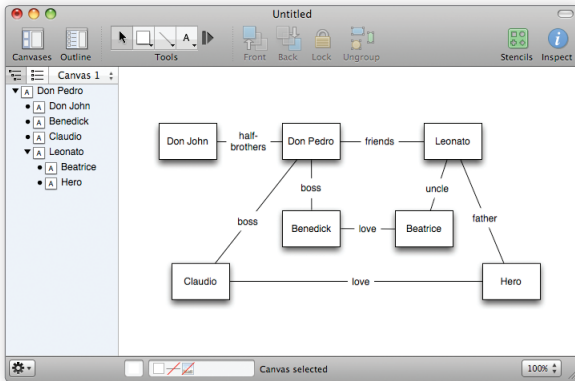 Untitled
Canvases Outline Tools Front Back Lock Ungroup Stencils Inspect
A
Canvas 1
A Don Pedro
A Don John
A Benedick
A Claudio
A Leonato
A Beatrice
A Hero
Don John
half-
brothers
Don Pedro
friends
Leonato
boss
uncle
boss
father
Benedick
love
Beatrice
Claudio
love
Hero
Canvas selected
100%